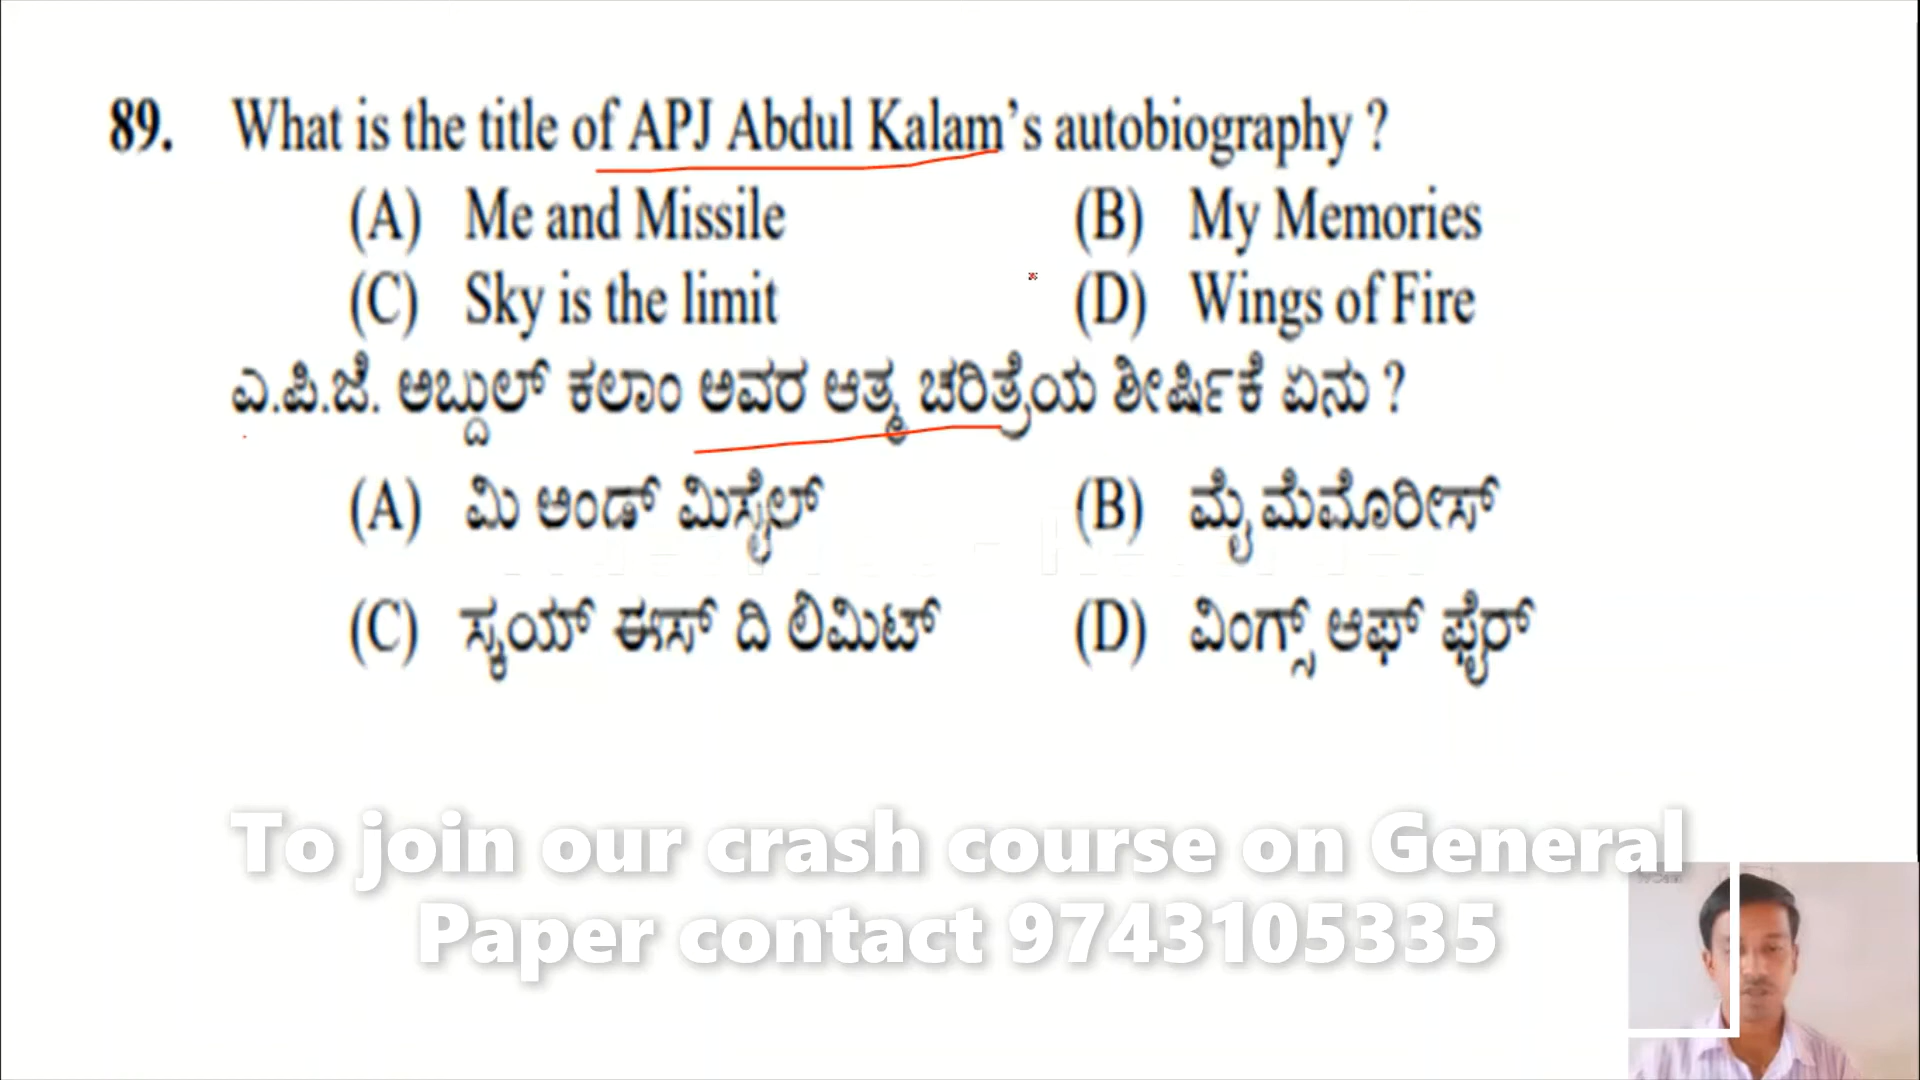 89. What is the title of APJ Abdul Kalam's autobiography ?
(A) Me and Missile (B) My Memories
(C) Sky is the limit (D) Wings of Fire
ಎ.ಪಿ.ಜೆ. ಅಬ್ದುಲ್ ಕಲಾಂ ಅವರ ಆತ್ಮ ಚರಿತ್ರೆಯ ಶೀರ್ಷಿಕೆ ಏನು ?
(A) ಮಿ ಅಂಡ್ ಮಿಸ್ಸೈಲ್ (B) ಮೈ ಮೆಮೊರೀಸ್
(C) ಸ್ಕಯ್ ಈಸ್ ದಿ ಲಿಮಿಟ್ (D) ವಿಂಗ್ಸ್ ಆಫ್ ಫೈರ್
To join our crash course on General
Paper contact 9743105335